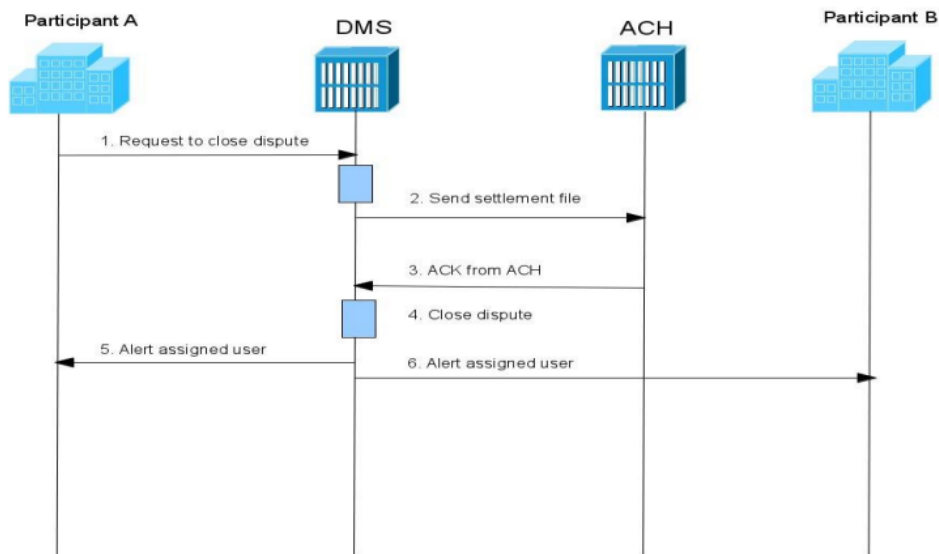 Participant A
DMS
ACH
Participant B
1. Request to close dispute
2. Send settlement file
3. ACK from ACH
4. Close dispute
5. Alert assigned user
6. Alert assigned user